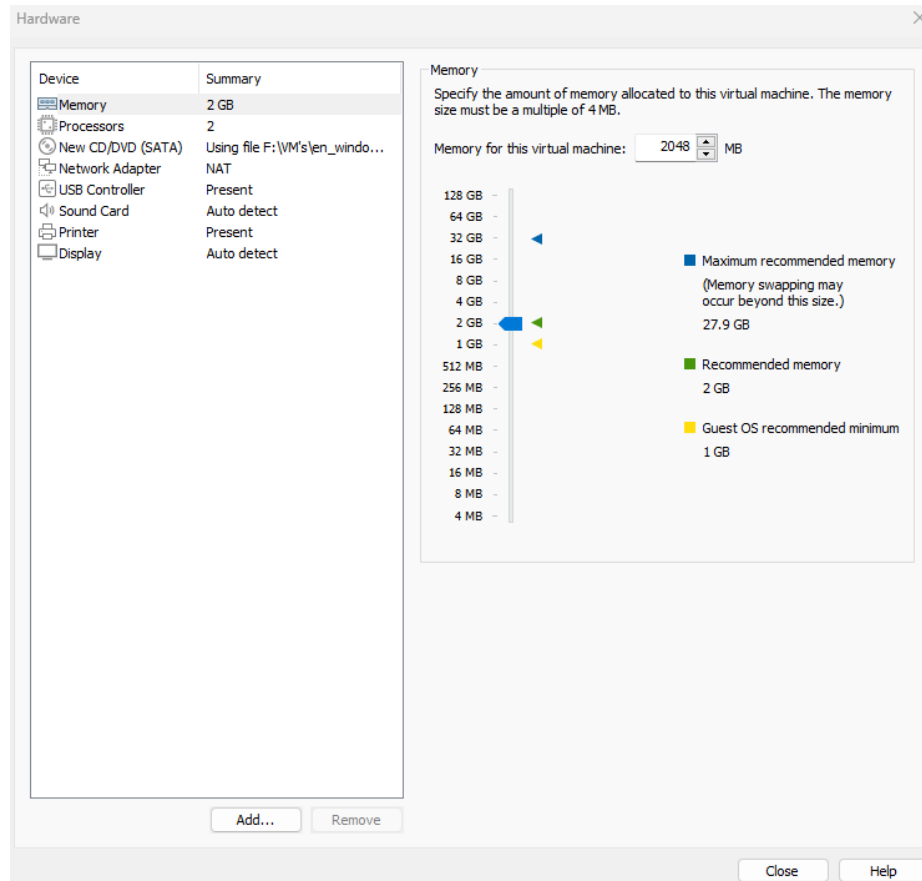 Hardware
Device Summary
Memory 2 GB
Processors 2
New CD/DVD (SATA) Using file F:\VM's\en_windo...
Network Adapter NAT
USB Controller Present
Sound Card Auto detect
Printer Present
Display Auto detect
Add... Remove
Memory
Specify the amount of memory allocated to this virtual machine. The memory
size must be a multiple of 4 MB.
Memory for this virtual machine: 2048 MB
128 GB
64 GB
32 GB
16 GB
8 GB
4 GB
2 GB
1 GB
512 MB
256 MB
128 MB
64 MB
32 MB
16 MB
8 MB
4 MB
Maximum recommended memory
(Memory swapping may
occur beyond this size.)
27.9 GB
Recommended memory
2 GB
Guest OS recommended minimum
1 GB
Close Help